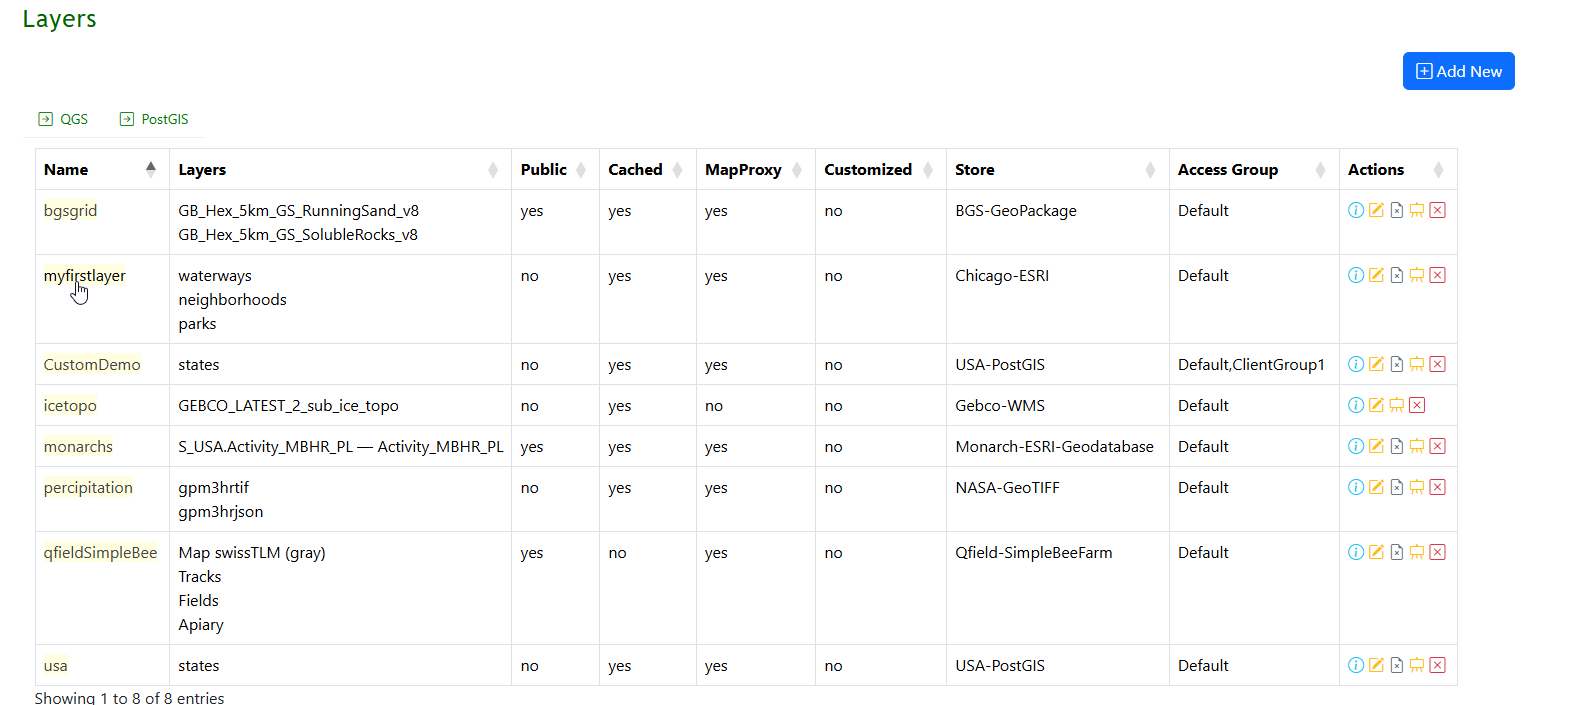 Layers
Add New
QGS PostGIS
Name Layers Public Cached MapProxy Customized Store Access Group Actions
bgsgrid GB_Hex_5km_GS_RunningSand_v8 yes yes yes no BGS-GeoPackage Default
GB_Hex_5km_GS_SolubleRocks_v8
myfirstlayer waterways no yes yes no Chicago-ESRI Default
neighborhoods
parks
CustomDemo states no yes yes no USA-PostGIS Default,ClientGroup1
icetopo GEBCO_LATEST_2_sub_ice_topo no yes no no Gebco-WMS Default
monarchs S_USA.Activity_MBHR_PL — Activity_MBHR_PL yes yes yes no Monarch-ESRI-Geodatabase Default
percipitation gpm3hrtif no yes yes no NASA-GeoTIFF Default
gpm3hrjson
qfieldSimpleBee Map swissTLM (gray) yes no yes no Qfield-SimpleBeeFarm Default
Tracks
Fields
Apiary
usa states no yes yes no USA-PostGIS Default
Showing 1 to 8 of 8 entries